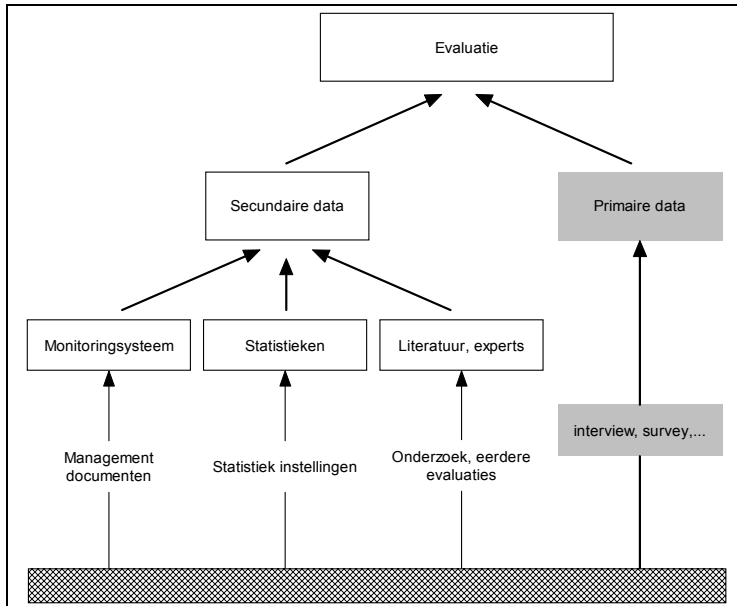 Evaluatie
Secundaire data
Primaire data
Monitoringsysteem
Statistieken
Literatuur, experts
interview, survey,...
Management
documenten
Statistiek instellingen
Onderzoek, eerdere
evaluaties